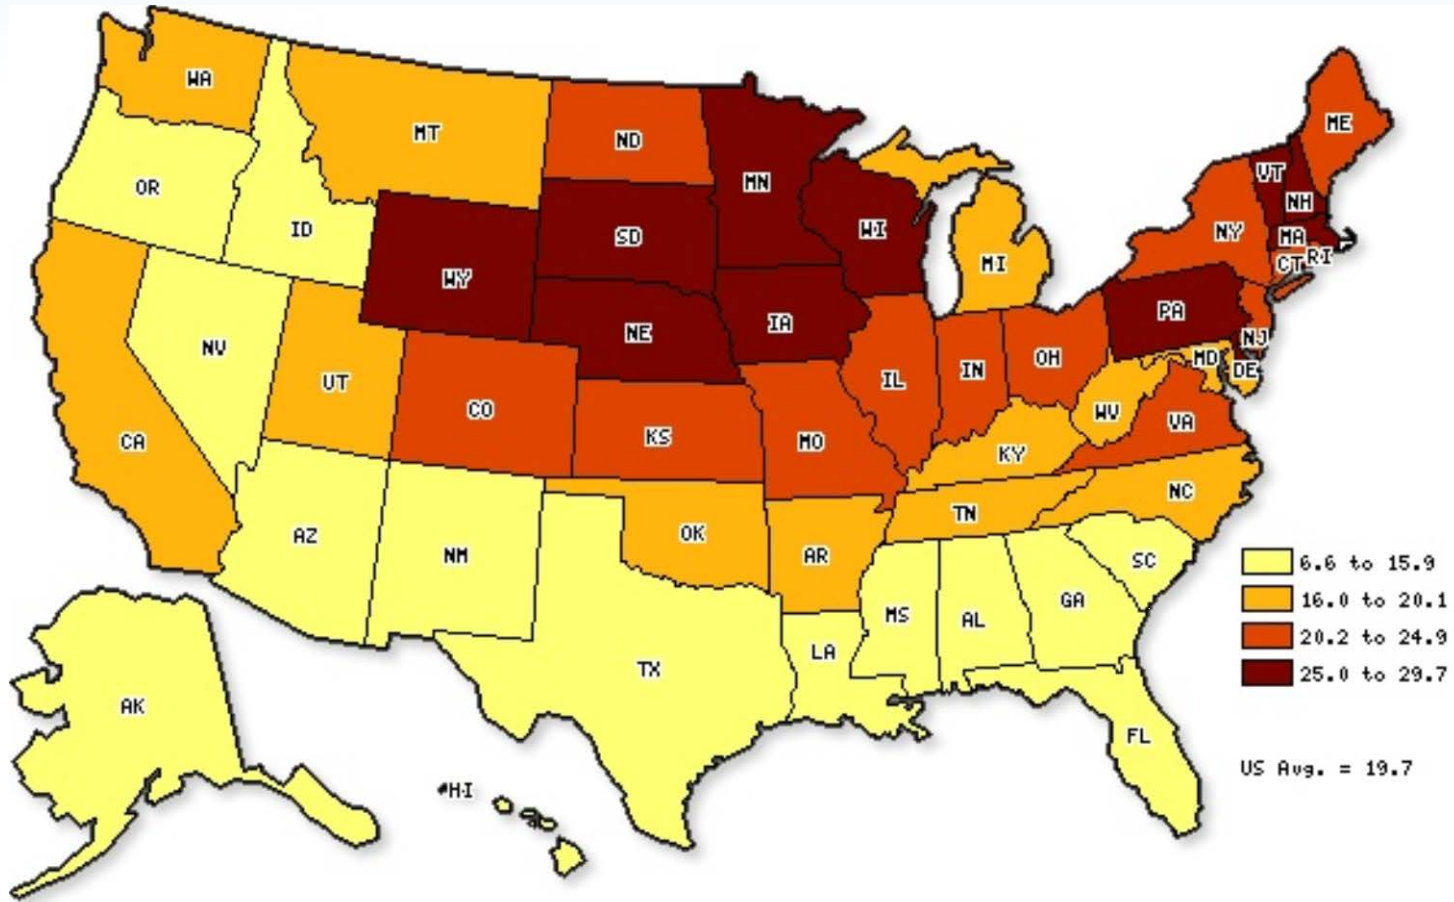 WA
MT
ND
MN
ME
VT
NH
OR
ID
SD
WI
NY
MA
CT
RI
MI
WY
IA
PA
NE
NJ
NV
UT
IL
IN
OH
MD
DE
CO
WV
CA
KS
MO
VA
KY
NC
TN
AZ
NM
OK
AR
SC
6.6 to 15.9
GA
16.0 to 20.1
MS
AL
20.2 to 24.9
LA
TX
25.0 to 29.7
AK
FL
US Avg. = 19.7
HI